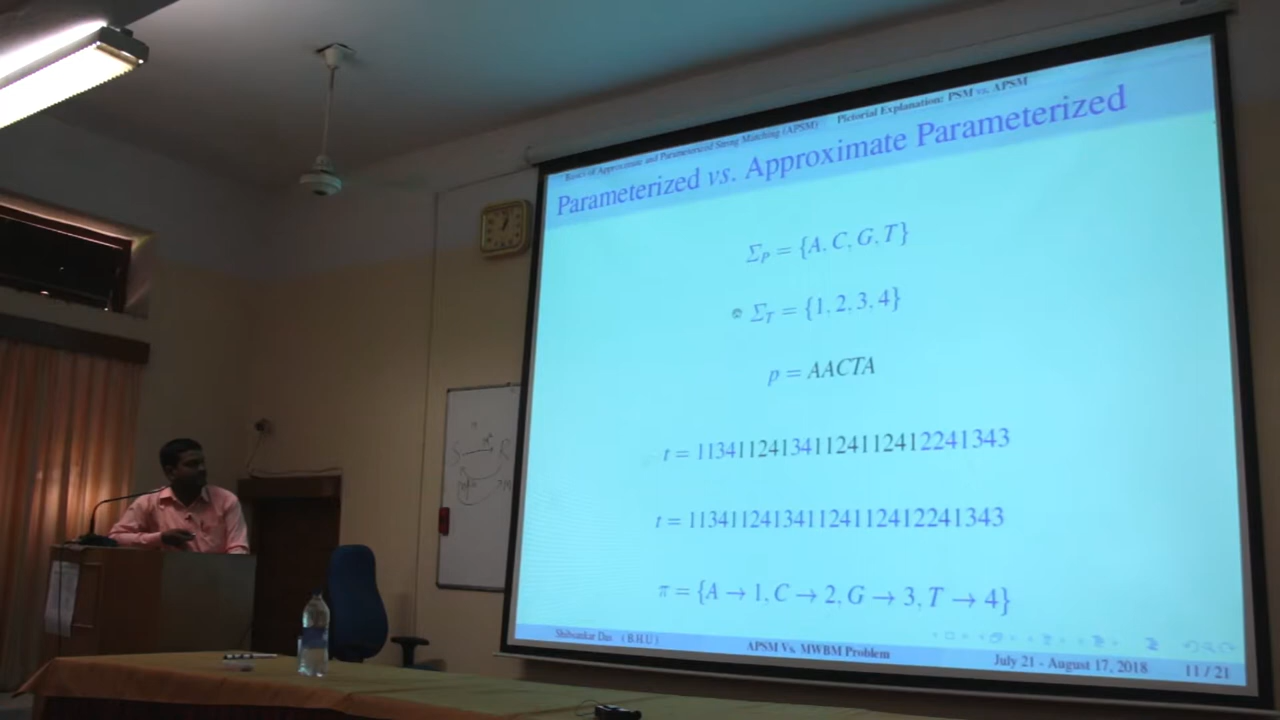 Basics of Approximate and Parameterized String Matching (APSM) Pictorial Explanation: PSM vs. APSM
Parameterized vs. Approximate Parameterized
Σ_P = {A, C, G, T}
Σ_T = {1, 2, 3, 4}
p = AACTA
t = 113411241341124112412241343
t = 113411241341124112412241343
π = {A → 1, C → 2, G → 3, T → 4}
Shibsankar Das (B.H.U) APSM Vs. MWBM Problem July 21 - August 17, 2018 11 / 21